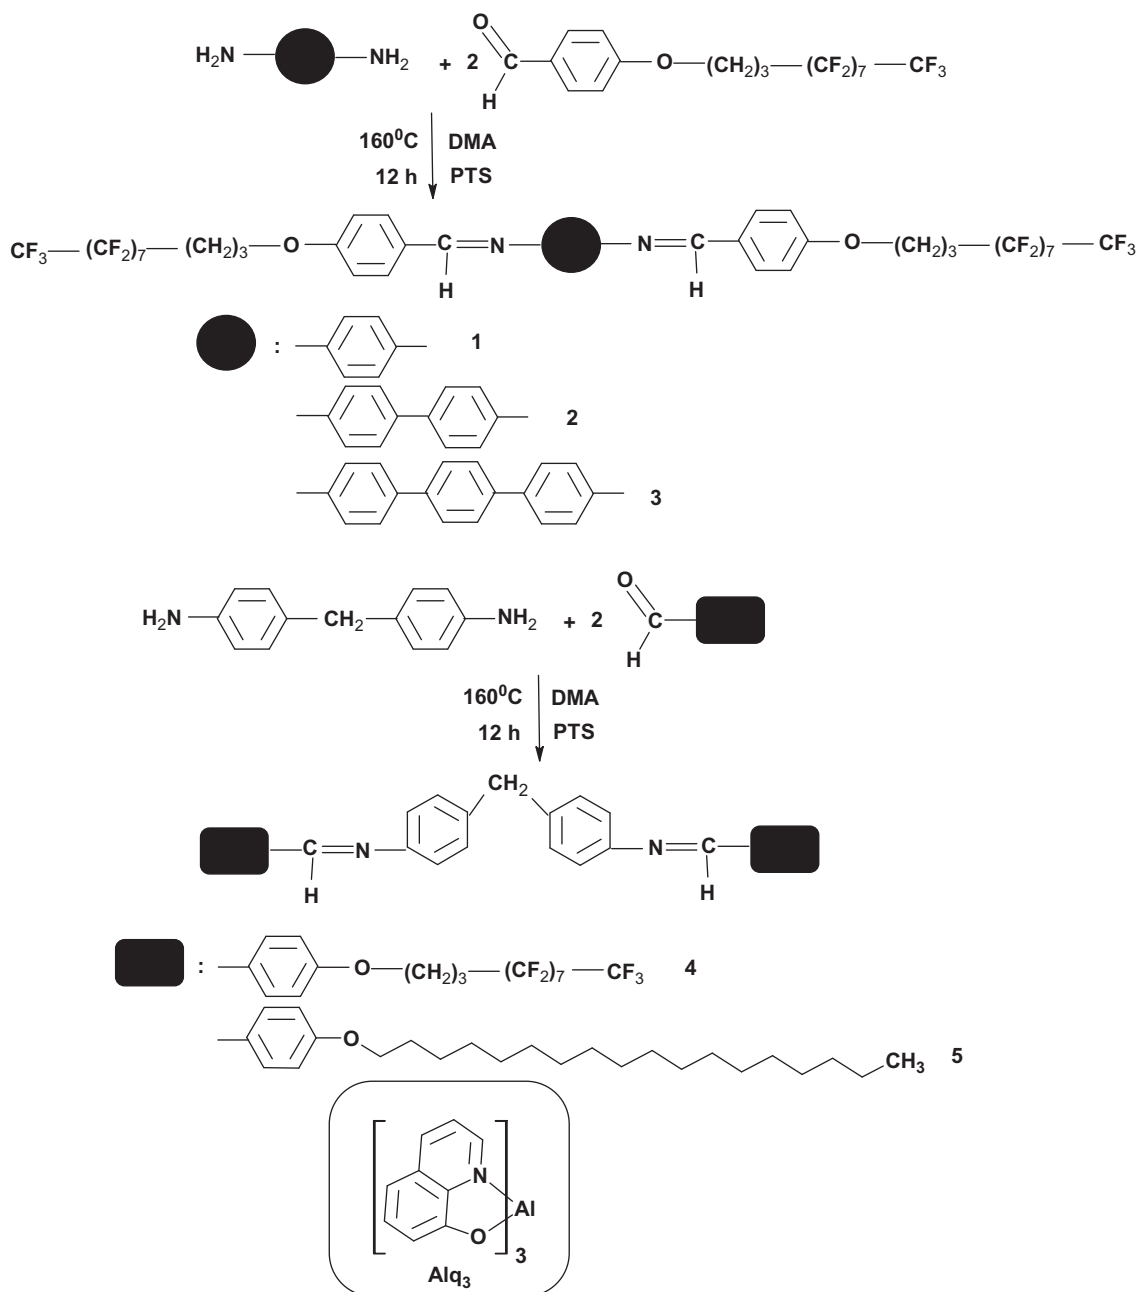 H₂N NH₂ + 2 O C H O (CH₂)₃ (CF₂)₇ CF₃
160⁰C DMA
12 h PTS
CF₃ (CF₂)₇ (CH₂)₃ O C N N C O (CH₂)₃ (CF₂)₇ CF₃
H H
: 1
2
3
H₂N CH₂ NH₂ + 2 O C H
160⁰C DMA
12 h PTS
CH₂
C N N C
H H
: O (CH₂)₃ (CF₂)₇ CF₃ 4
O CH₃ 5
N
Al
O 3
Alq₃